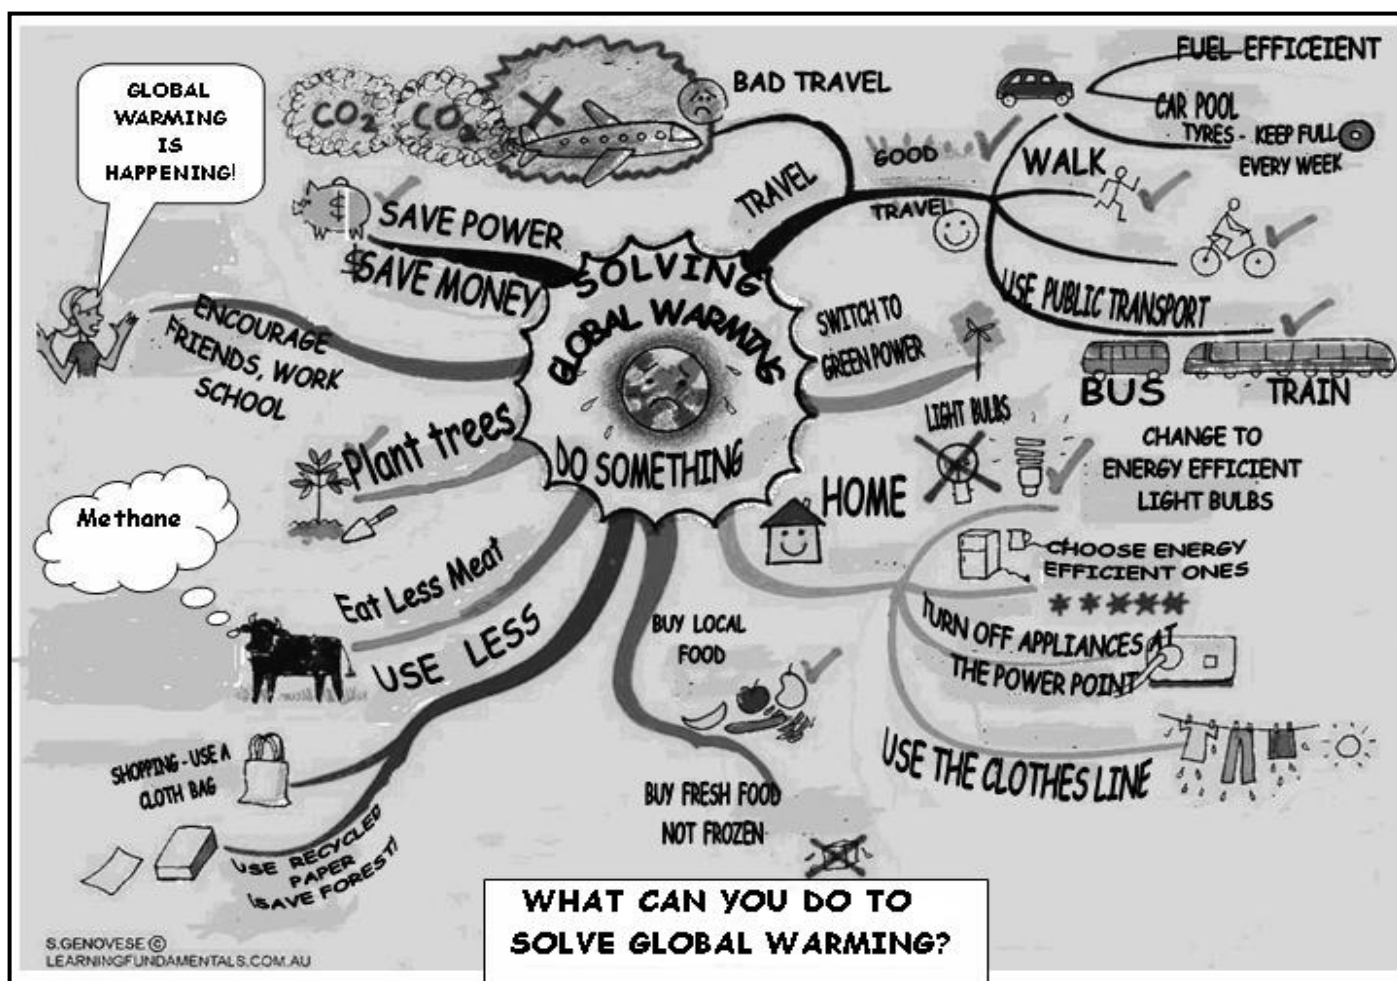 GLOBAL
WARMING
IS
HAPPENING!
CO2
CO2
X
BAD TRAVEL
FUEL EFFICEIENT
CAR POOL
TYRES - KEEP FULL
EVERY WEEK
GOOD
TRAVEL
TRAVEL
WALK
USE PUBLIC TRANSPORT
BUS
TRAIN
$
SAVE POWER
$SAVE MONEY
SOLVING
GLOBAL WARMING
DO SOMETHING
ENCOURAGE
FRIENDS, WORK
SCHOOL
SWITCH TO
GREEN POWER
LIGHT BULBS
CHANGE TO
ENERGY EFFICIENT
LIGHT BULBS
HOME
Plant trees
Methane
CHOOSE ENERGY
EFFICIENT ONES
Eat Less Meat
TURN OFF APPLIANCES AT
THE POWER POINT
USE LESS
BUY LOCAL
FOOD
USE THE CLOTHES LINE
SHOPPING - USE A
CLOTH BAG
BUY FRESH FOOD
NOT FROZEN
USE RECYCLED
PAPER
(SAVE FOREST!
WHAT CAN YOU DO TO
SOLVE GLOBAL WARMING?
S.GENOVESE ©
LEARNINGFUNDAMENTALS.COM.AU